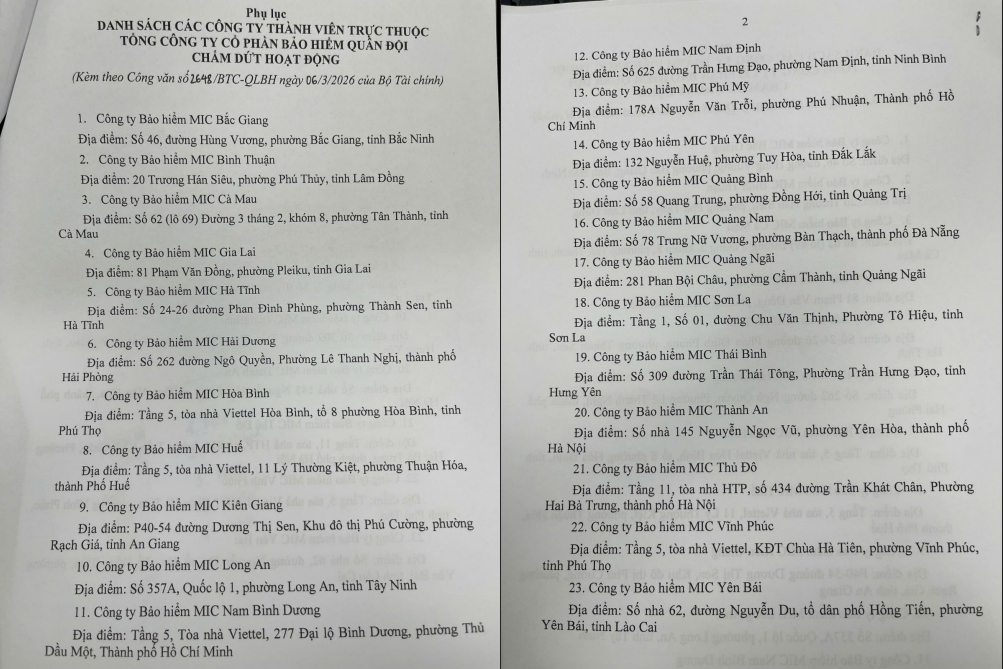 Phụ lục
DANH SÁCH CÁC CÔNG TY THÀNH VIÊN TRỰC THUỘC
TỔNG CÔNG TY CỔ PHẦN BẢO HIỂM QUÂN ĐỘI
CHẤM DỨT HOẠT ĐỘNG
(Kèm theo Công văn số 2648/BTC-QLBH ngày 06/3/2026 của Bộ Tài chính)
1. Công ty Bảo hiểm MIC Bắc Giang
Địa điểm: Số 46, đường Hùng Vương, phường Bắc Giang, tỉnh Bắc Ninh
2. Công ty Bảo hiểm MIC Bình Thuận
Địa điểm: 20 Trương Hán Siêu, phường Phú Thủy, tỉnh Lâm Đồng
3. Công ty Bảo hiểm MIC Cà Mau
Địa điểm: Số 62 (lô 69) Đường 3 tháng 2, khóm 8, phường Tân Thành, tỉnh
Cà Mau
4. Công ty Bảo hiểm MIC Gia Lai
Địa điểm: 81 Phạm Văn Đồng, phường Pleiku, tỉnh Gia Lai
5. Công ty Bảo hiểm MIC Hà Tĩnh
Địa điểm: Số 24-26 đường Phan Đình Phùng, phường Thành Sen, tỉnh
Hà Tĩnh
6. Công ty Bảo hiểm MIC Hải Dương
Địa điểm: Số 262 đường Ngô Quyền, Phường Lê Thanh Nghị, thành phố
Hải Phòng
7. Công ty Bảo hiểm MIC Hòa Bình
Địa điểm: Tầng 5, tòa nhà Viettel Hòa Bình, tổ 8 phường Hòa Bình, tỉnh
Phú Thọ
8. Công ty Bảo hiểm MIC Huế
Địa điểm: Tầng 5, tòa nhà Viettel, 11 Lý Thường Kiệt, phường Thuận Hóa,
thành Phố Huế
9. Công ty Bảo hiểm MIC Kiên Giang
Địa điểm: P40-54 đường Dương Thị Sen, Khu đô thị Phú Cường, phường
Rạch Giá, tỉnh An Giang
10. Công ty Bảo hiểm MIC Long An
Địa điểm: Số 357A, Quốc lộ 1, phường Long An, tỉnh Tây Ninh
11. Công ty Bảo hiểm MIC Nam Bình Dương
Địa điểm: Tầng 5, Tòa nhà Viettel, 277 Đại lộ Bình Dương, phường Thủ
Dầu Một, Thành phố Hồ Chí Minh
2
12. Công ty Bảo hiểm MIC Nam Định
Địa điểm: Số 625 đường Trần Hưng Đạo, phường Nam Định, tỉnh Ninh Bình
13. Công ty Bảo hiểm MIC Phú Mỹ
Địa điểm: 178A Nguyễn Văn Trỗi, phường Phú Nhuận, Thành phố Hồ
Chí Minh
14. Công ty Bảo hiểm MIC Phú Yên
Địa điểm: 132 Nguyễn Huệ, phường Tuy Hòa, tỉnh Đắk Lắk
15. Công ty Bảo hiểm MIC Quảng Bình
Địa điểm: Số 58 Quang Trung, phường Đồng Hới, tỉnh Quảng Trị
16. Công ty Bảo hiểm MIC Quảng Nam
Địa điểm: Số 78 Trưng Nữ Vương, phường Bàn Thạch, thành phố Đà Nẵng
17. Công ty Bảo hiểm MIC Quảng Ngãi
Địa điểm: 281 Phan Bội Châu, phường Cẩm Thành, tỉnh Quảng Ngãi
18. Công ty Bảo hiểm MIC Sơn La
Địa điểm: Tầng 1, Số 01, đường Chu Văn Thịnh, Phường Tô Hiệu, tỉnh
Sơn La
19. Công ty Bảo hiểm MIC Thái Bình
Địa điểm: Số 309 đường Trần Thái Tông, Phường Trần Hưng Đạo, tỉnh
Hưng Yên
20. Công ty Bảo hiểm MIC Thành An
Địa điểm: Số nhà 145 Nguyễn Ngọc Vũ, phường Yên Hòa, thành phố
Hà Nội
21. Công ty Bảo hiểm MIC Thủ Đô
Địa điểm: Tầng 11, tòa nhà HTP, số 434 đường Trần Khát Chân, Phường
Hai Bà Trưng, thành phố Hà Nội
22. Công ty Bảo hiểm MIC Vĩnh Phúc
Địa điểm: Tầng 5, tòa nhà Viettel, KĐT Chùa Hà Tiên, phường Vĩnh Phúc,
tỉnh Phú Thọ
23. Công ty Bảo hiểm MIC Yên Bái
Địa điểm: Số nhà 62, đường Nguyễn Du, tổ dân phố Hồng Tiến, phường
Yên Bái, tỉnh Lào Cai